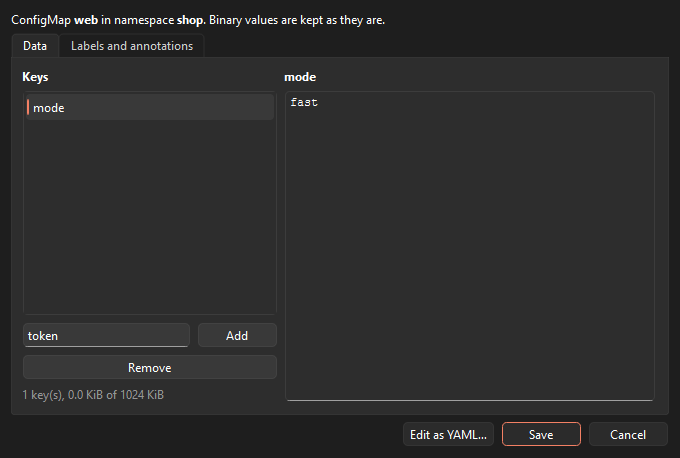 ConfigMap web in namespace shop. Binary values are kept as they are.
Data
Labels and annotations
Keys
mode
mode
fast
token
Add
Remove
1 key(s), 0.0 KiB of 1024 KiB
Edit as YAML...
Save
Cancel